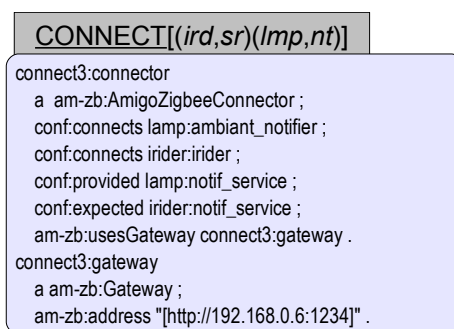 CONNECT[(ird,sr)(lmp,nt)]
connect3:connector
a am-zb:AmigoZigbeeConnector ;
conf:connects lamp:ambiant_notifier ;
conf:connects irider:irider ;
conf:provided lamp:notif_service ;
conf:expected irider:notif_service ;
am-zb:usesGateway connect3:gateway .
connect3:gateway
a am-zb:Gateway ;
am-zb:address "[http://192.168.0.6:1234]" .